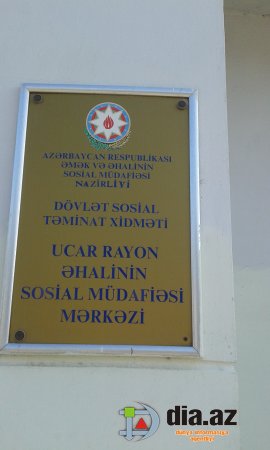 AZƏRBAYCAN RESPUBLİKASI
ƏMƏK VƏ ƏHALİNİN
SOSİAL MÜDAFİƏSİ
NAZİRLİYİ
DÖVLƏT SOSİAL
TƏMİNAT XİDMƏTİ
UCAR RAYON
ƏHALİNİN
SOSİAL MÜDAFİƏSİ
MƏRKƏZİ
dia.az